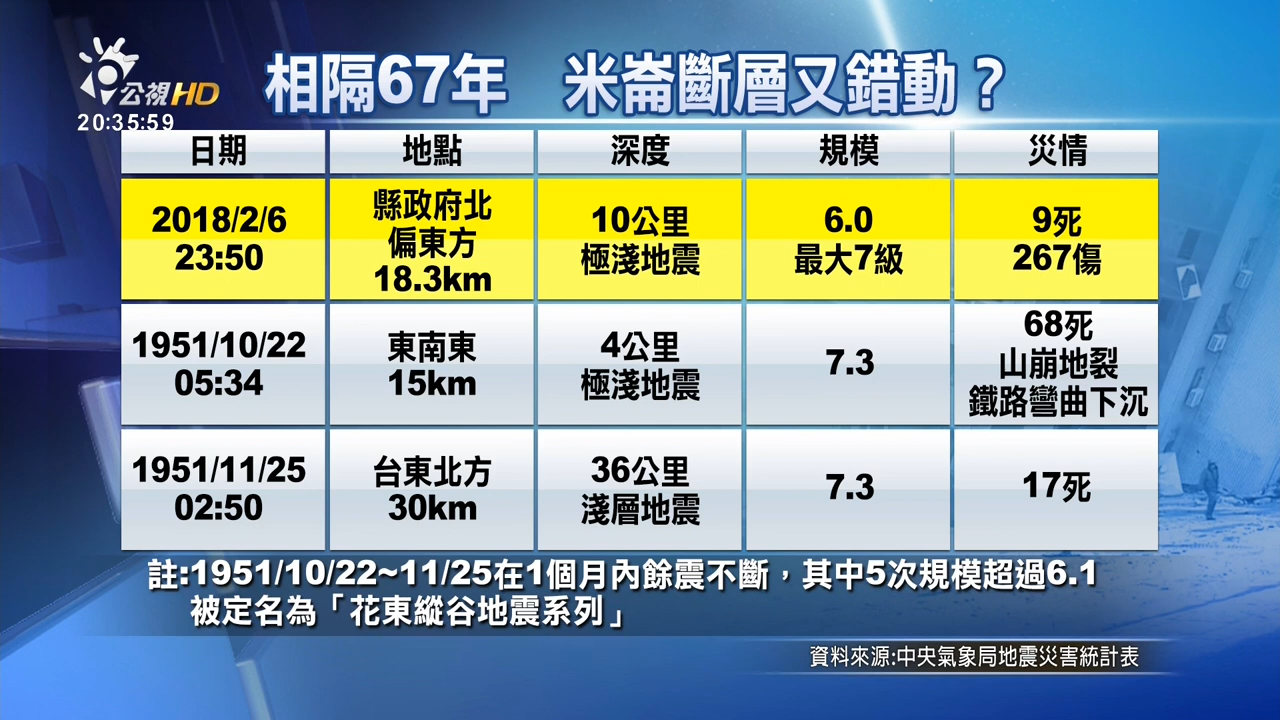 公視HD
20:35:59
相隔67年 米崙斷層又錯動？
日期 地點 深度 規模 災情
2018/2/6
23:50
縣政府北
偏東方
18.3km
10公里
極淺地震
6.0
最大7級
9死
267傷
1951/10/22
05:34
東南東
15km
4公里
極淺地震
7.3
68死
山崩地裂
鐵路彎曲下沉
1951/11/25
02:50
台東北方
30km
36公里
淺層地震
7.3
17死
註:1951/10/22~11/25在1個月內餘震不斷，其中5次規模超過6.1
被定名為「花東縱谷地震系列」
資料來源:中央氣象局地震災害統計表